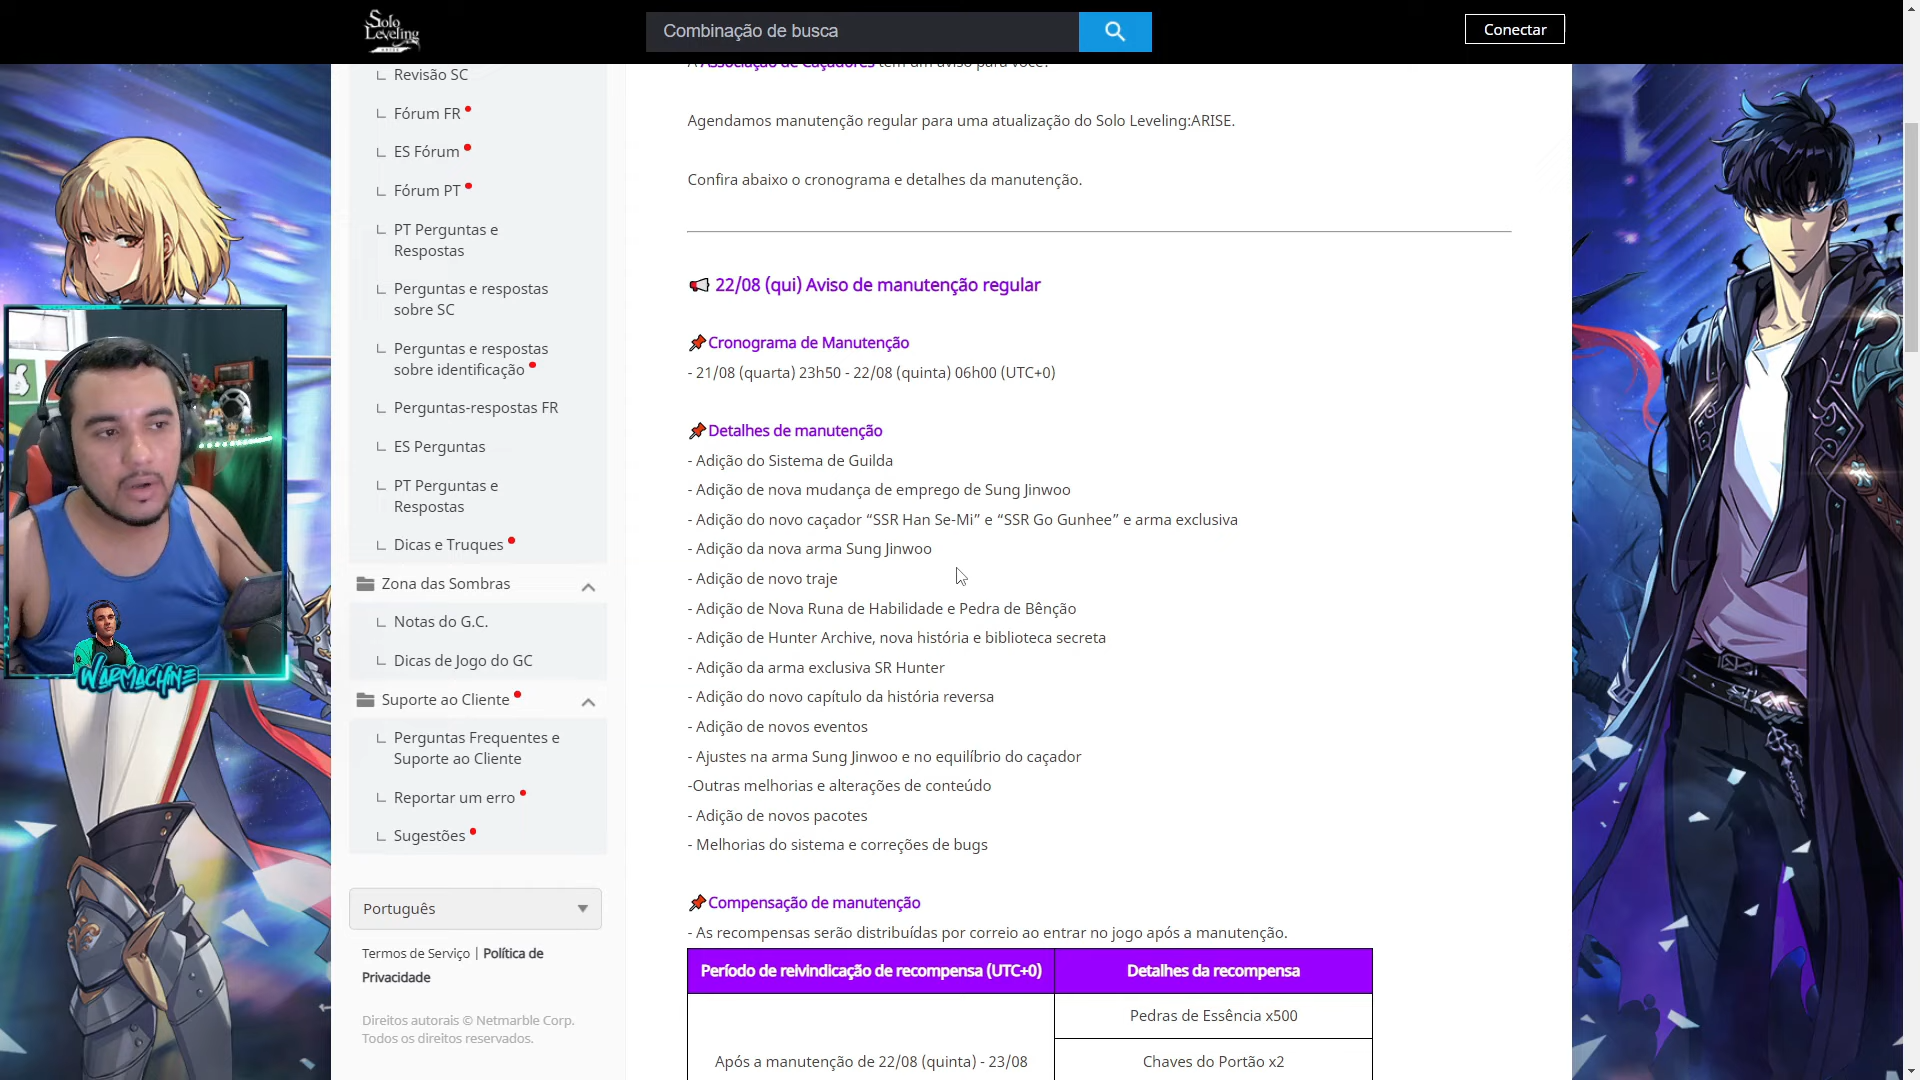 Solo
Leveling
ARISE
Combinação de busca
Conectar
Revisão SC
Fórum FR
ES Fórum
Fórum PT
PT Perguntas e
Respostas
Perguntas e respostas
sobre SC
Perguntas e respostas
sobre identificação
Perguntas-respostas FR
ES Perguntas
PT Perguntas e
Respostas
Dicas e Truques
Zona das Sombras
Notas do G.C.
Dicas de Jogo do GC
Suporte ao Cliente
Perguntas Frequentes e
Suporte ao Cliente
Reportar um erro
Sugestões
Português
Termos de Serviço | Política de
Privacidade
Direitos autorais © Netmarble Corp.
Todos os direitos reservados.
WARMACHINE
A Associação de Caçadores tem um aviso para você!
Agendamos manutenção regular para uma atualização do Solo Leveling:ARISE.
Confira abaixo o cronograma e detalhes da manutenção.
22/08 (qui) Aviso de manutenção regular
Cronograma de Manutenção
- 21/08 (quarta) 23h50 - 22/08 (quinta) 06h00 (UTC+0)
Detalhes de manutenção
- Adição do Sistema de Guilda
- Adição de nova mudança de emprego de Sung Jinwoo
- Adição do novo caçador “SSR Han Se-Mi” e “SSR Go Gunhee” e arma exclusiva
- Adição da nova arma Sung Jinwoo
- Adição de novo traje
- Adição de Nova Runa de Habilidade e Pedra de Bênção
- Adição de Hunter Archive, nova história e biblioteca secreta
- Adição da arma exclusiva SR Hunter
- Adição do novo capítulo da história reversa
- Adição de novos eventos
- Ajustes na arma Sung Jinwoo e no equilíbrio do caçador
-Outras melhorias e alterações de conteúdo
- Adição de novos pacotes
- Melhorias do sistema e correções de bugs
Compensação de manutenção
- As recompensas serão distribuídas por correio ao entrar no jogo após a manutenção.
Período de reivindicação de recompensa (UTC+0)
Detalhes da recompensa
Pedras de Essência x500
Após a manutenção de 22/08 (quinta) - 23/08
Chaves do Portão x2